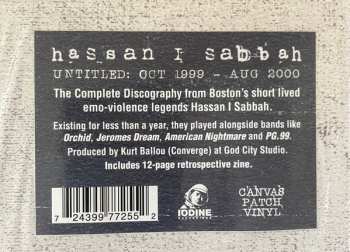 hassan I sabbah
UNTITLED: OCT 1999 - AUG 2000
The Complete Discography from Boston's short lived
emo-violence legends Hassan I Sabbah.
Existing for less than a year, they played alongside bands like
Orchid, Jeromes Dream, American Nightmare and PG.99.
Produced by Kurt Ballou (Converge) at God City Studio.
Includes 12-page retrospective zine.
7 24399 77255 2
IODINE
CANVAS
PATCH
VINYL